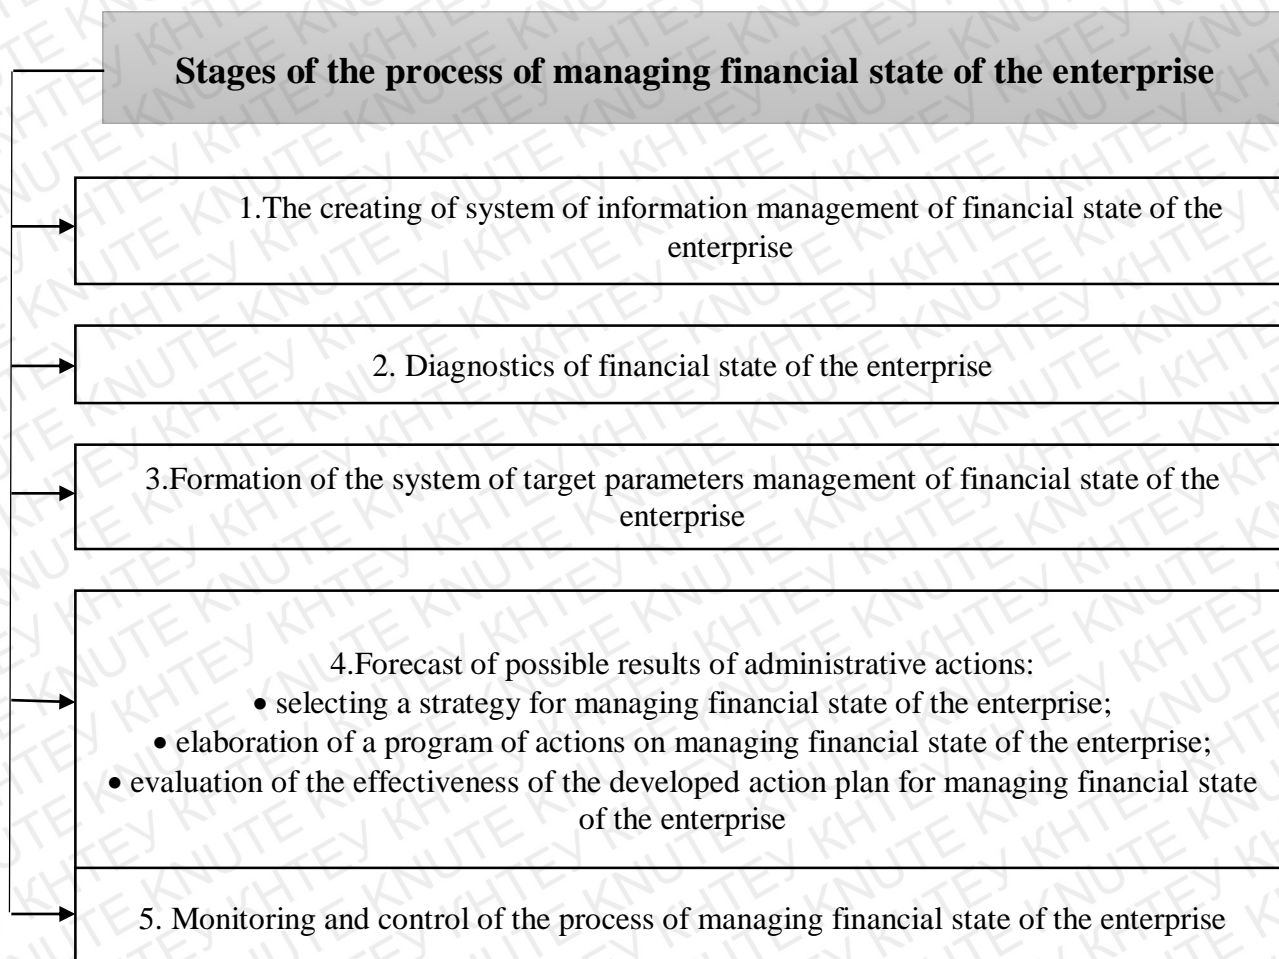 Stages of the process of managing financial state of the enterprise
1.The creating of system of information management of financial state of the
enterprise
2. Diagnostics of financial state of the enterprise
3.Formation of the system of target parameters management of financial state of the
enterprise
4.Forecast of possible results of administrative actions:
• selecting a strategy for managing financial state of the enterprise;
• elaboration of a program of actions on managing financial state of the enterprise;
• evaluation of the effectiveness of the developed action plan for managing financial state
of the enterprise
5. Monitoring and control of the process of managing financial state of the enterprise